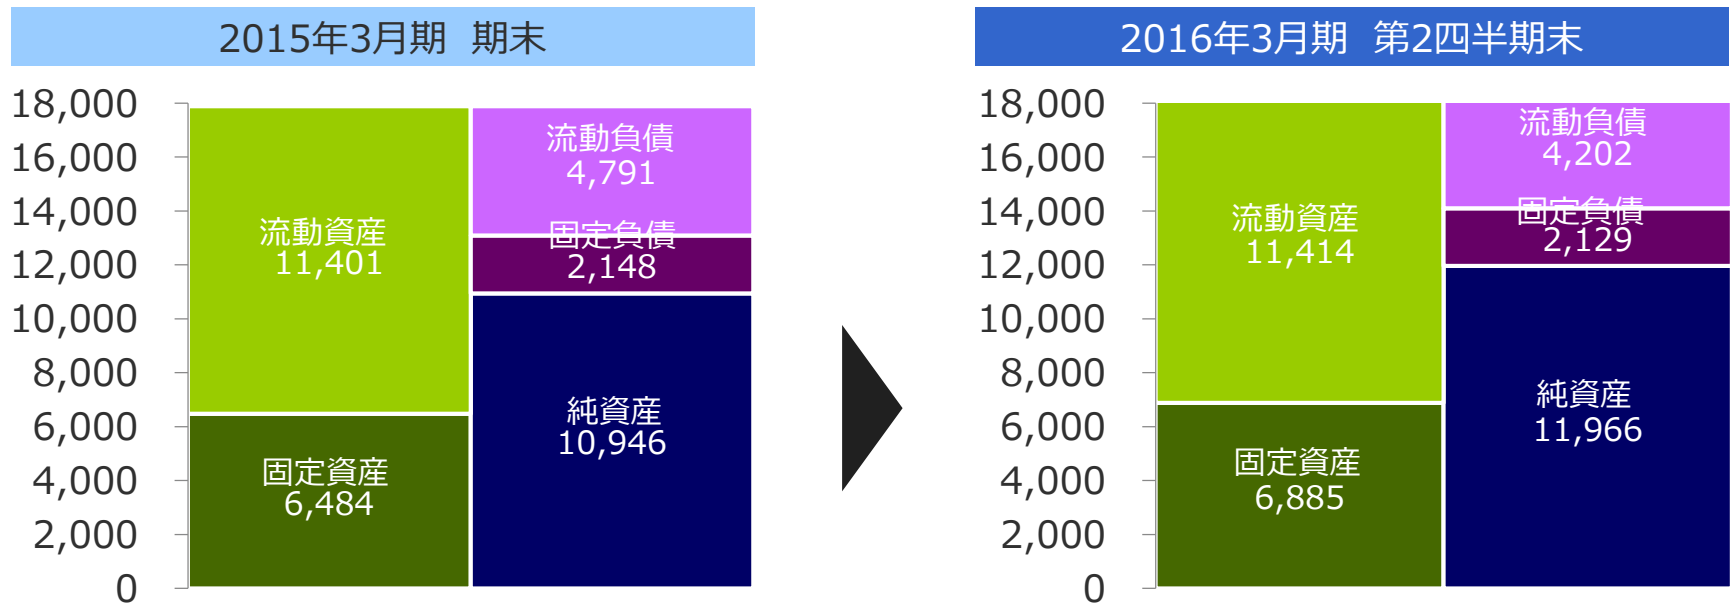 2015年3月期 期末
18,000
16,000
14,000
12,000
10,000
8,000
6,000
4,000
2,000
0
流動資産
11,401
固定資産
6,484
流動負債
4,791
固定負債
2,148
純資産
10,946
2016年3月期 第2四半期末
18,000
16,000
14,000
12,000
10,000
8,000
6,000
4,000
2,000
0
流動資産
11,414
固定資産
6,885
流動負債
4,202
固定負債
2,129
純資産
11,966